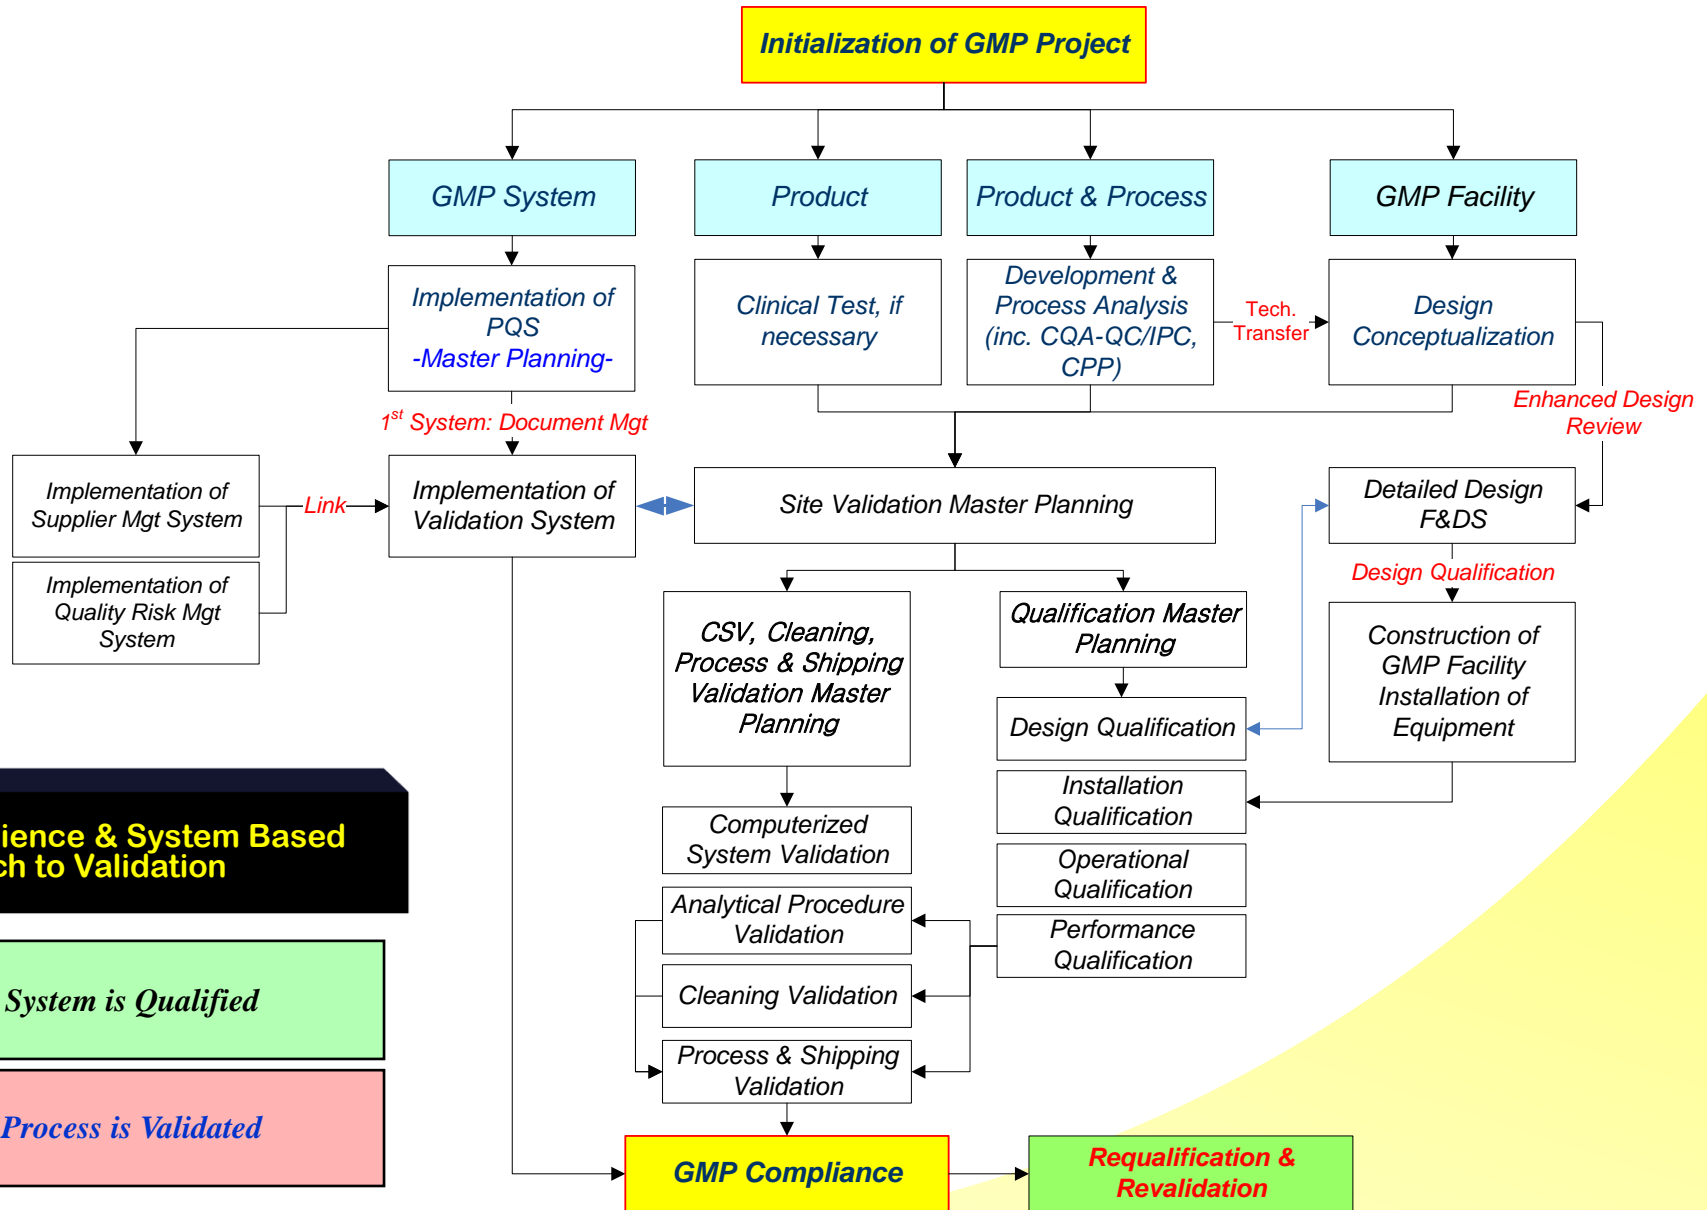 Initialization of GMP Project
GMP System
Product
Product & Process
GMP Facility
Implementation of
PQS
-Master Planning-
Clinical Test, if
necessary
Development &
Process Analysis
(inc. CQA-QC/IPC,
CPP)
Tech.
Transfer
Design
Conceptualization
1st System: Document Mgt
Enhanced Design
Review
Implementation of
Supplier Mgt System
Link
Implementation of
Validation System
Site Validation Master Planning
Detailed Design
F&DS
Implementation of
Quality Risk Mgt
System
Design Qualification
CSV, Cleaning,
Process & Shipping
Validation Master
Planning
Qualification Master
Planning
Construction of
GMP Facility
Installation of
Equipment
Design Qualification
Installation
Qualification
Computerized
System Validation
Operational
Qualification
Analytical Procedure
Validation
Performance
Qualification
Cleaning Validation
Process & Shipping
Validation
ience & System Based
ch to Validation
System is Qualified
Process is Validated
GMP Compliance
Requalification &
Revalidation